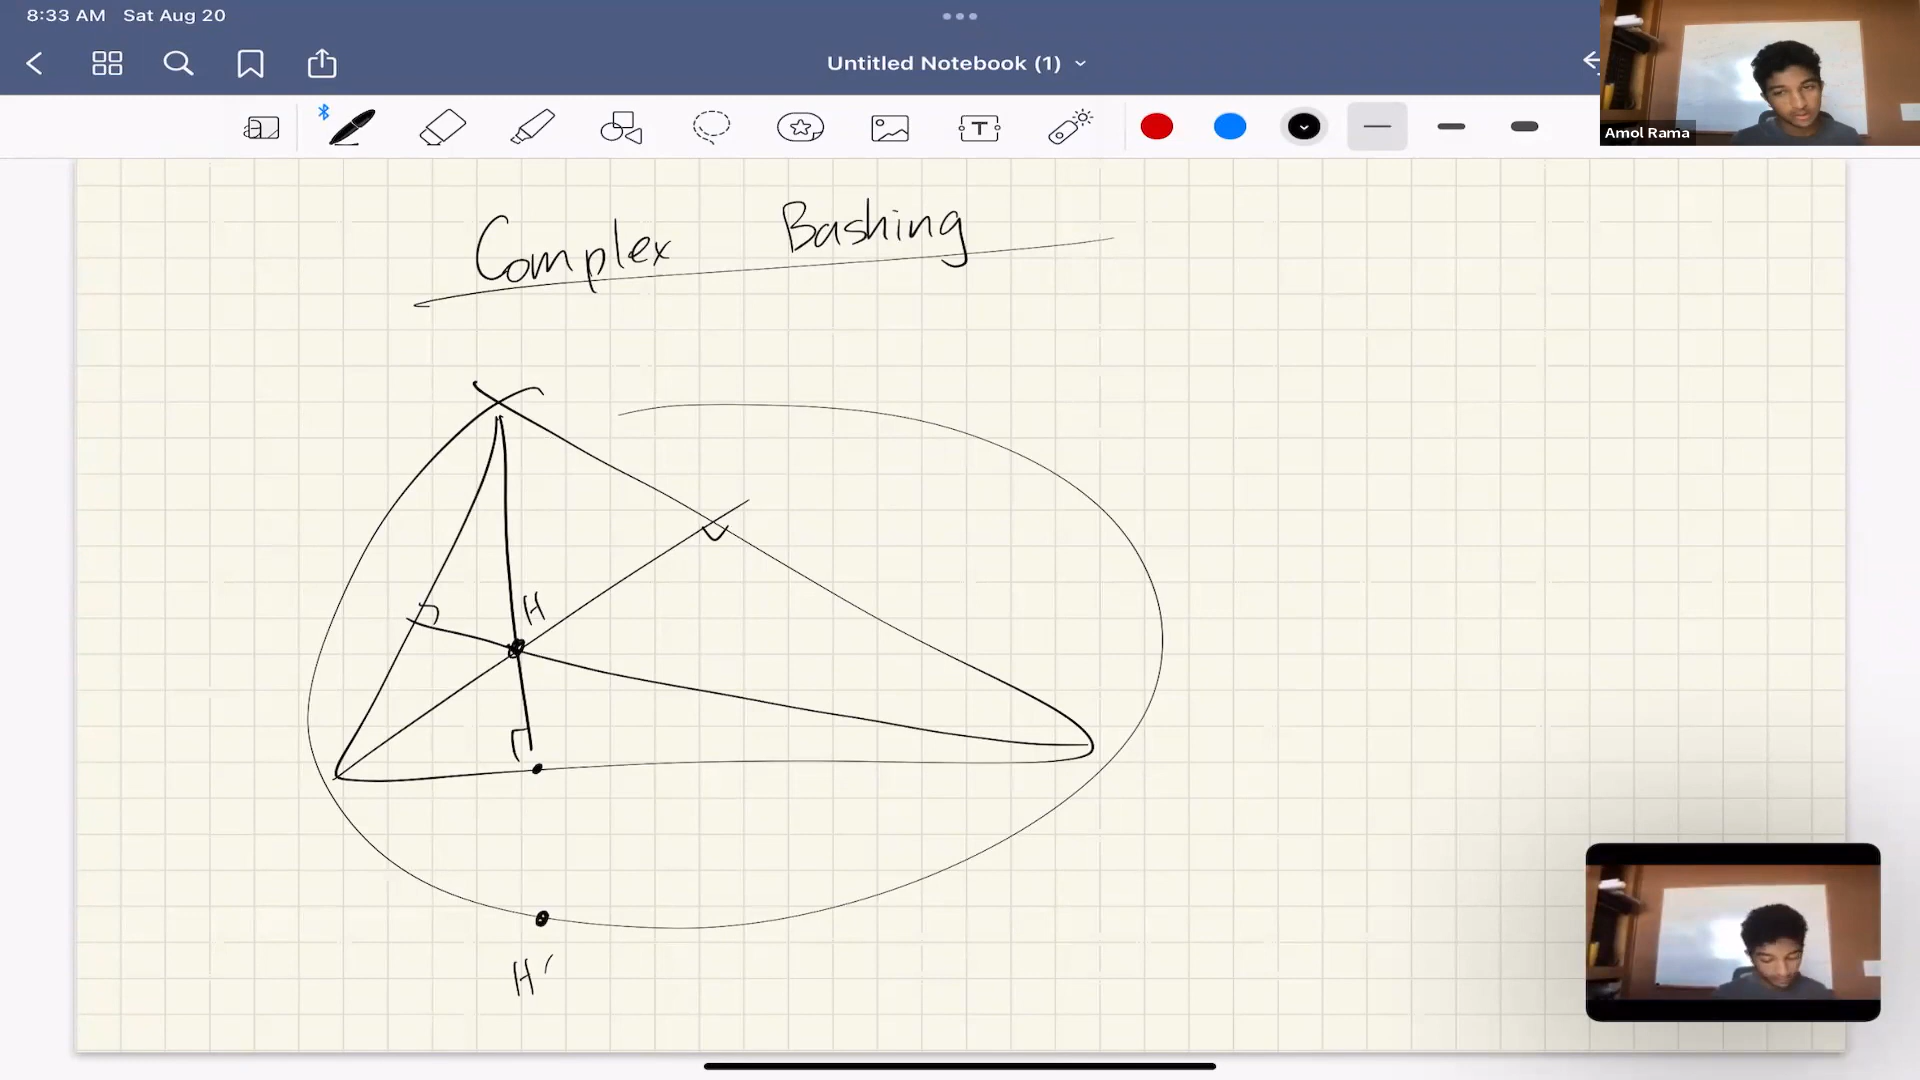 8:33 AM Sat Aug 20
Untitled Notebook (1)
Amol Rama
Complex Bashing
H
H'